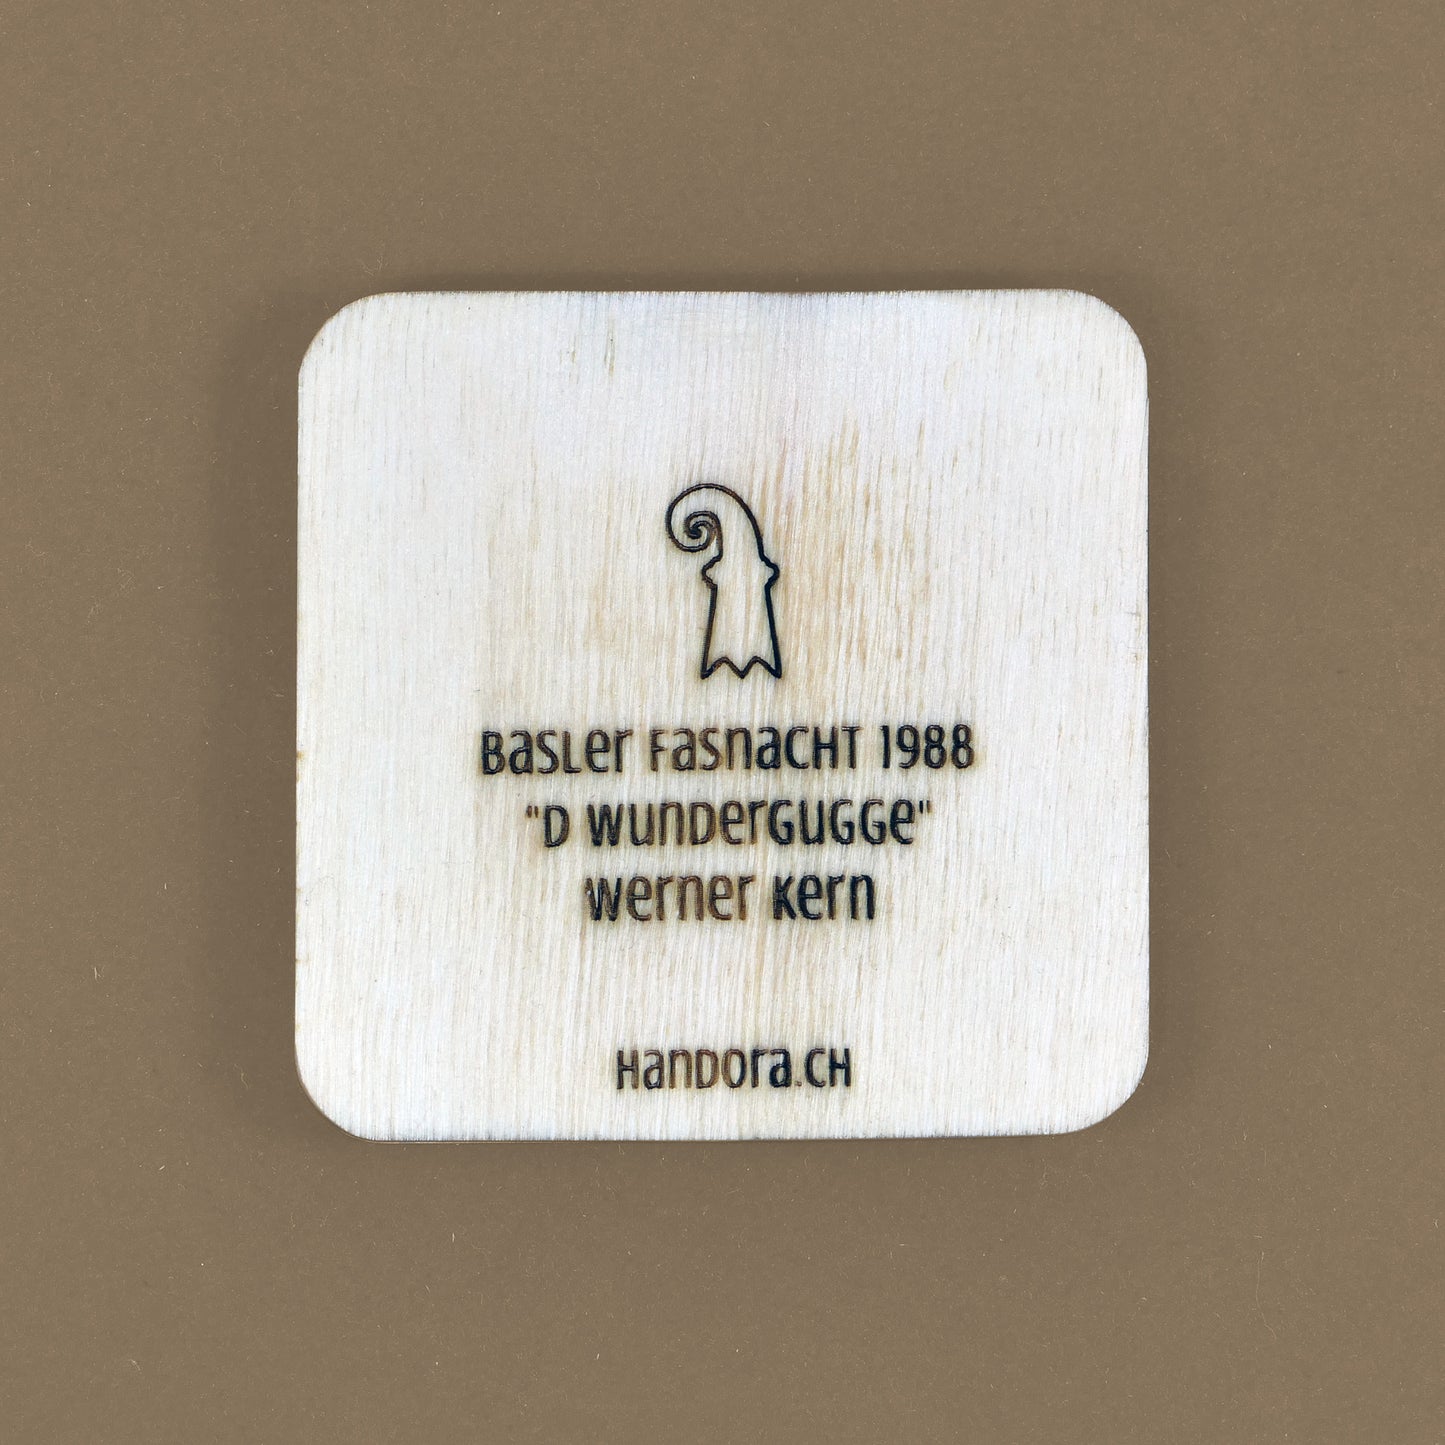 Basler Fasnacht 1988
"D Wundergugge"
Werner Kern
Handora.ch